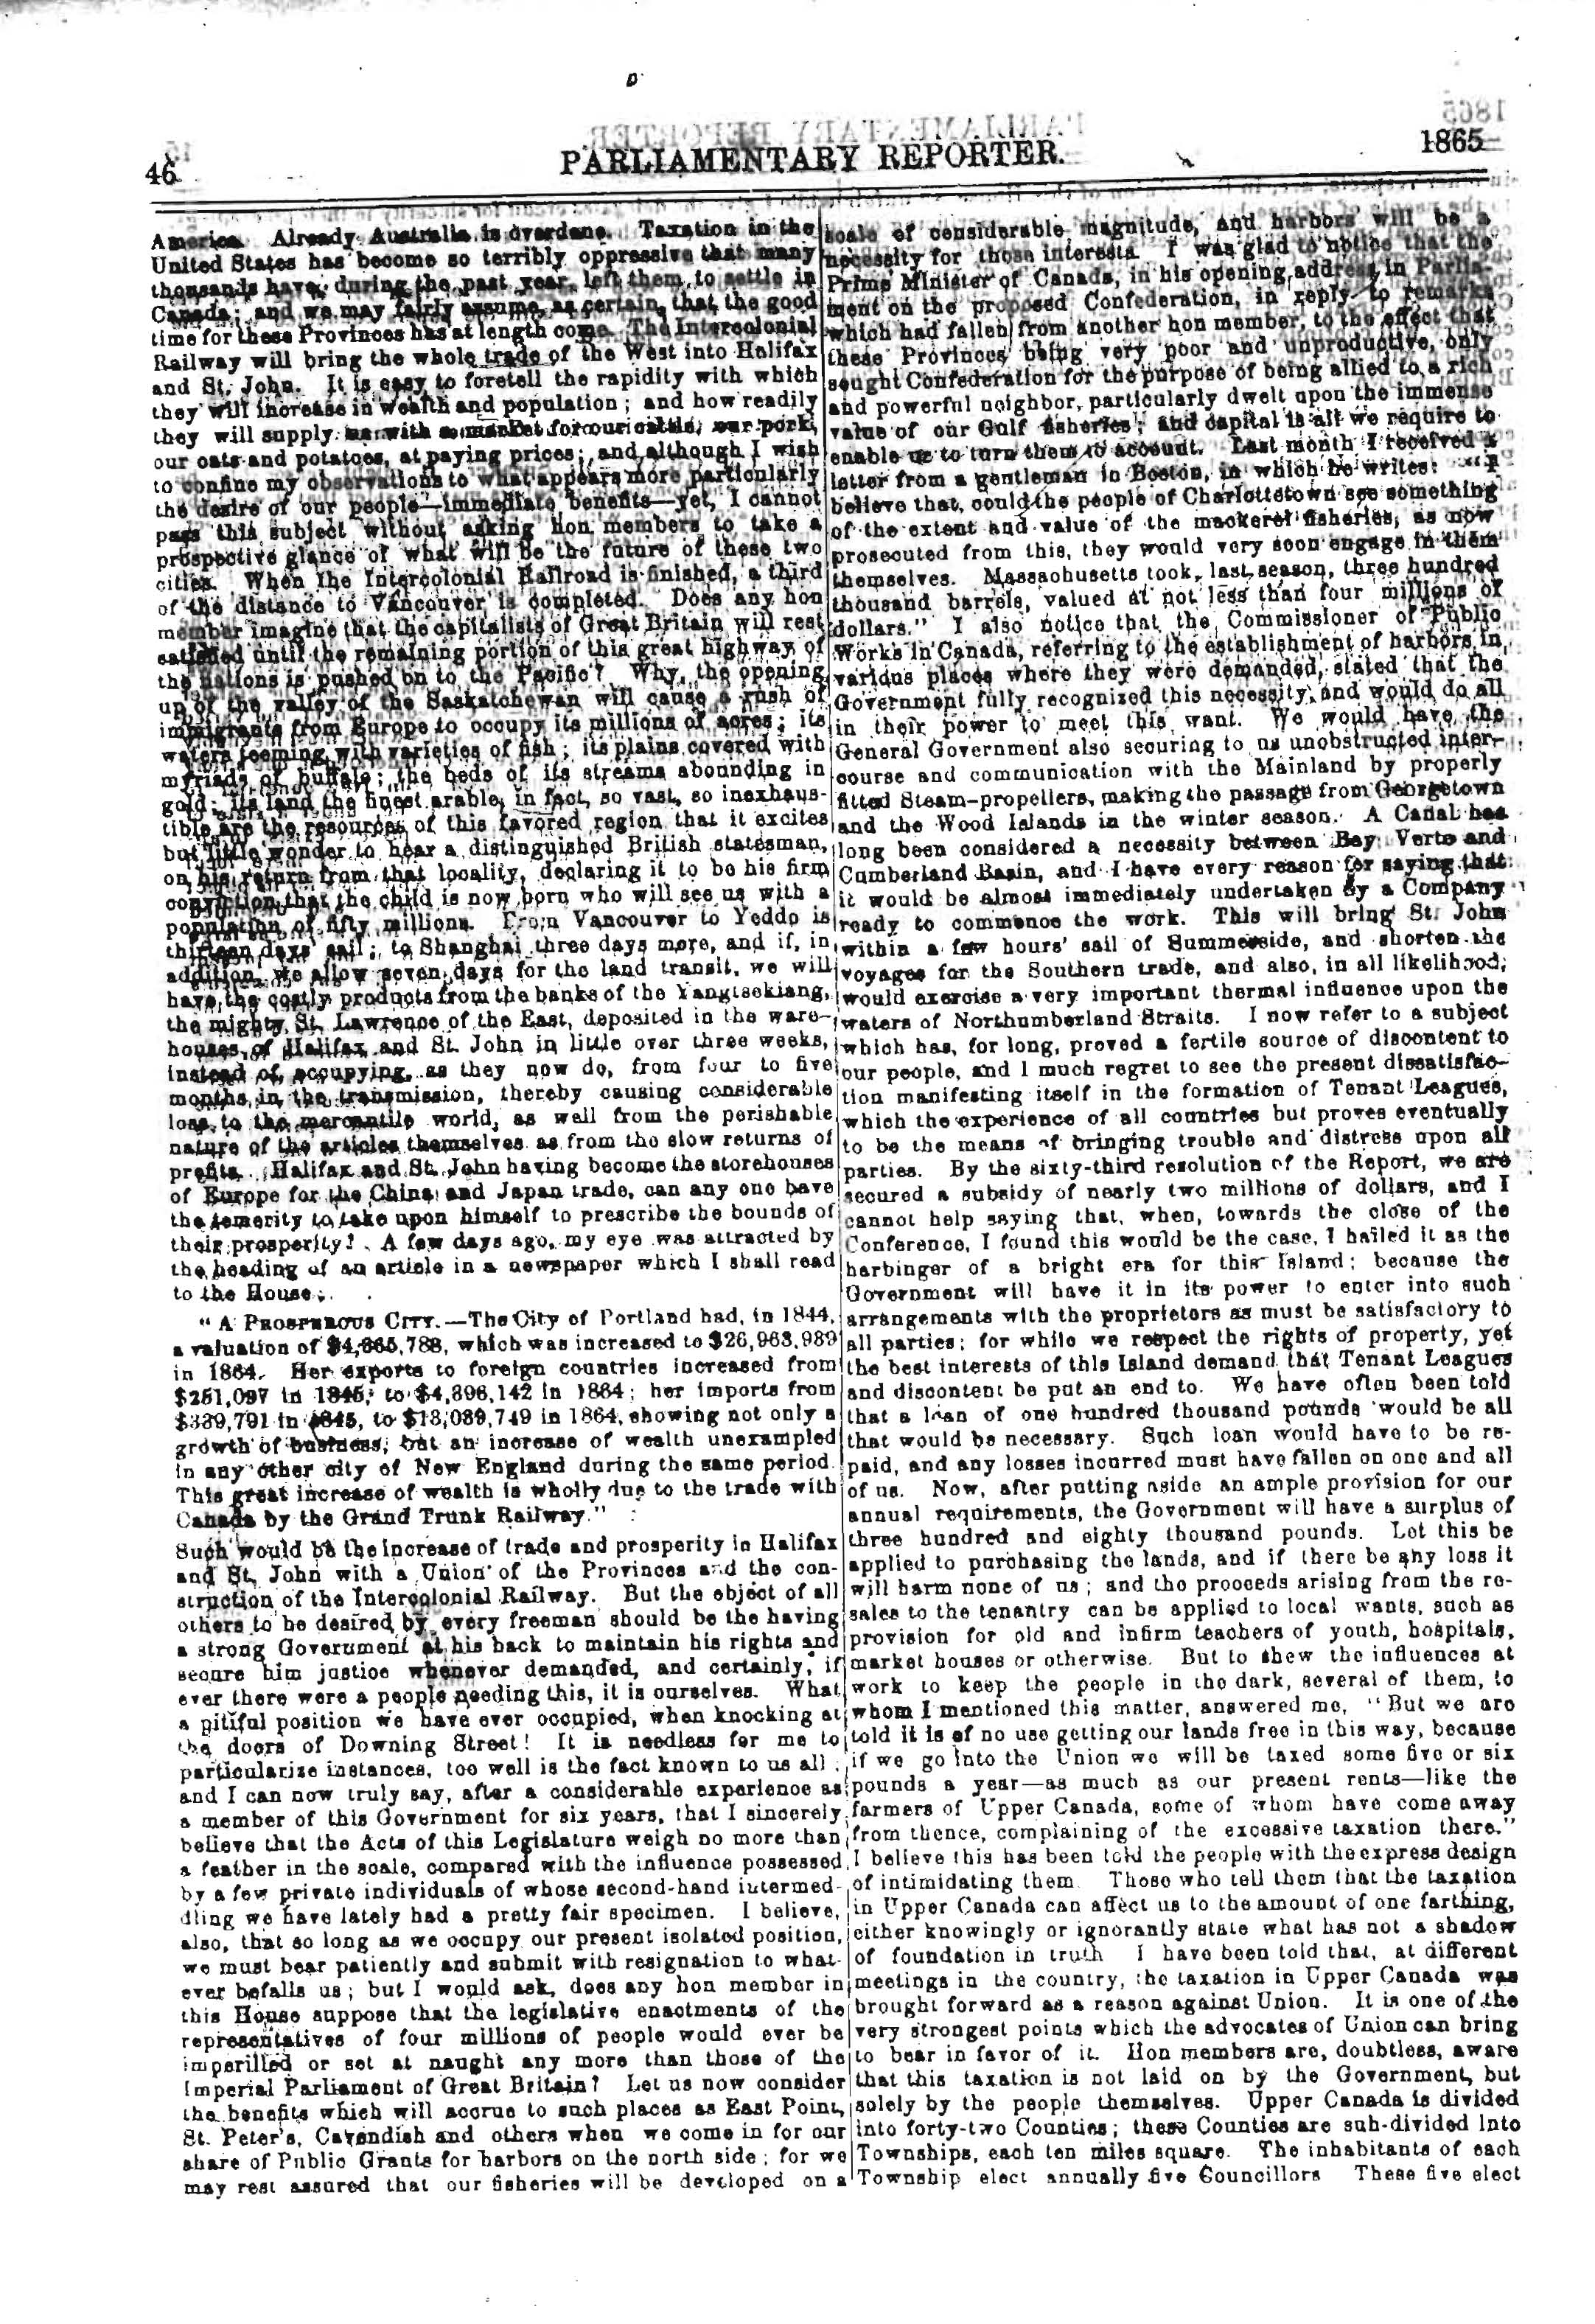 46
PARLIAMENTARY REPORTER.
1865
America. Already Australia is overdone. Taxation in the
United States has become so terribly oppressive that many
thousands have, during the past year, left them to settle in
Canada; and we may fairly assume, as certain, that the good
time for these Provinces has at length come. The Intercolonial
Railway will bring the whole trade of the West into Halifax
and St. John. It is easy to foretell the rapidity with which
they will increase in wealth and population; and how readily
they will supply us with a market for our cattle, our pork,
our oats and potatoes, at paying prices; and although I wish
to confine my observations to what appears more particularly
the desire of our people—immediate benefits—yet, I cannot
pass this subject without asking hon members to take a
prospective glance of what will be the future of these two
cities. When the Intercolonial Railroad is finished, a third
of the distance to Vancouver is completed. Does any hon
member imagine that the capitalists of Great Britain will rest
satisfied until the remaining portion of this great highway of
the nations is pushed on to the Pacific? Why, the opening
up of the valley of the Saskatchewan will cause a rush of
immigrants from Europe to occupy its millions of acres; its
waters teeming with varieties of fish; its plains covered with
myriads of buffalo; the beds of its streams abounding in
gold; its land the finest arable, in fact, so vast, so inexhaus-
tible are the resources of this favored region that it excites
but little wonder to hear a distinguished British statesman,
on his return from that locality, declaring it to be his firm
conviction that the child is now born who will see us with a
population of fifty millions. From Vancouver to Yeddo is
thirteen days' sail; to Shanghai three days more, and if, in
addition, we allow seven days for the land transit, we will
have the costly products from the banks of the Yangtsekiang,
the mighty St. Lawrence of the East, deposited in the ware-
houses of Halifax and St. John in little over three weeks,
instead of occupying, as they now do, from four to five
months in the transmission, thereby causing considerable
loss to the mercantile world, as well from the perishable
nature of the articles themselves as from the slow returns of
profits. Halifax and St. John having become the storehouses
of Europe for the China and Japan trade, can any one have
the temerity to take upon himself to prescribe the bounds of
their prosperity! A few days ago, my eye was attracted by
the heading of an article in a newspaper which I shall read
to the House:
"A PROSPEROUS CITY.—The City of Portland had, in 1844,
a valuation of $4,365,788, which was increased to $26,963,989
in 1864. Her exports to foreign countries increased from
$251,097 in 1845, to $4,396,142 in 1864; her imports from
$339,791 in 1845, to $13,089,749 in 1864, showing not only a
growth of business, but an increase of wealth unexampled
in any other city of New England during the same period.
This great increase of wealth is wholly due to the trade with
Canada by the Grand Trunk Railway."
Such would be the increase of trade and prosperity in Halifax
and St. John with a Union of the Provinces and the con-
struction of the Intercolonial Railway. But the object of all
others to be desired by every freeman should be the having
a strong Government at his back to maintain his rights and
secure him justice whenever demanded, and certainly, if
ever there were a people needing this, it is ourselves. What
a pitiful position we have ever occupied, when knocking at
the doors of Downing Street! It is needless for me to
particularize instances, too well is the fact known to us all;
and I can now truly say, after a considerable experience as
a member of this Government for six years, that I sincerely
believe that the Acts of this Legislature weigh no more than
a feather in the scale, compared with the influence possessed
by a few private individuals of whose second-hand intermed-
dling we have lately had a pretty fair specimen. I believe,
also, that so long as we occupy our present isolated position,
we must bear patiently and submit with resignation to what-
ever befalls us; but I would ask, does any hon member in
this House suppose that the legislative enactments of the
representatives of four millions of people would ever be
imperilled or set at naught any more than those of the
Imperial Parliament of Great Britain? Let us now consider
the benefits which will accrue to such places as East Point,
St. Peter's, Cavendish and others when we come in for our
share of Public Grants for harbors on the north side; for we
may rest assured that our fisheries will be developed on a
scale of considerable magnitude, and harbors will be a
necessity for those interests. I was glad to notice that the
Prime Minister of Canada, in his opening address in Parlia-
ment on the proposed Confederation, in reply to remarks
which had fallen from another hon member, to the effect that
these Provinces being very poor and unproductive, only
sought Confederation for the purpose of being allied to a rich
and powerful neighbor, particularly dwelt upon the immense
value of our Gulf fisheries; and capital is all we require to
enable us to turn them to account. Last month I received a
letter from a gentleman in Boston, in which he writes: "I
believe that, could the people of Charlottetown see something
of the extent and value of the mackerel fisheries, as now
prosecuted from this, they would very soon engage in them
themselves. Massachusetts took, last season, three hundred
thousand barrels, valued at not less than four millions of
dollars." I also notice that the Commissioner of Public
Works in Canada, referring to the establishment of harbors in
various places where they were demanded, stated that the
Government fully recognized this necessity, and would do all
in their power to meet this want. We would have the
General Government also securing to us unobstructed inter-
course and communication with the Mainland by properly
fitted Steam-propellers, making the passage from Georgetown
and the Wood Islands in the winter season. A Canal has
long been considered a necessity between Bay Verte and
Cumberland Basin, and I have every reason for saying that
it would be almost immediately undertaken by a Company
ready to commence the work. This will bring St. John
within a few hours' sail of Summerside, and shorten the
voyages for the Southern trade, and also, in all likelihood,
would exercise a very important thermal influence upon the
waters of Northumberland Straits. I now refer to a subject
which has, for long, proved a fertile source of discontent to
our people, and I much regret to see the present dissatisfac-
tion manifesting itself in the formation of Tenant Leagues,
which the experience of all countries but proves eventually
to be the means of bringing trouble and distress upon all
parties. By the sixty-third resolution of the Report, we are
secured a subsidy of nearly two millions of dollars, and I
cannot help saying that, when, towards the close of the
Conference, I found this would be the case, I hailed it as the
harbinger of a bright era for this Island; because the
Government will have it in its power to enter into such
arrangements with the proprietors as must be satisfactory to
all parties; for while we respect the rights of property, yet
the best interests of this Island demand that Tenant Leagues
and discontent be put an end to. We have often been told
that a loan of one hundred thousand pounds would be all
that would be necessary. Such loan would have to be re-
paid, and any losses incurred must have fallen on one and all
of us. Now, after putting aside an ample provision for our
annual requirements, the Government will have a surplus of
three hundred and eighty thousand pounds. Let this be
applied to purchasing the lands, and if there be any loss it
will harm none of us; and the proceeds arising from the re-
sales to the tenantry can be applied to local wants, such as
provision for old and infirm teachers of youth, hospitals,
market houses or otherwise. But to shew the influences at
work to keep the people in the dark, several of them, to
whom I mentioned this matter, answered me, "But we are
told it is of no use getting our lands free in this way, because
if we go into the Union we will be taxed some five or six
pounds a year—as much as our present rents—like the
farmers of Upper Canada, some of whom have come away
from thence, complaining of the excessive taxation there."
I believe this has been told the people with the express design
of intimidating them. Those who tell them that the taxation
in Upper Canada can affect us to the amount of one farthing,
either knowingly or ignorantly state what has not a shadow
of foundation in truth I have been told that, at different
meetings in the country, the taxation in Upper Canada was
brought forward as a reason against Union. It is one of the
very strongest points which the advocates of Union can bring
to bear in favor of it. Hon members are, doubtless, aware
that this taxation is not laid on by the Government, but
solely by the people themselves. Upper Canada is divided
into forty-two Counties; these Counties are sub-divided into
Townships, each ten miles square. The inhabitants of each
Township elect annually five Councillors These five elect